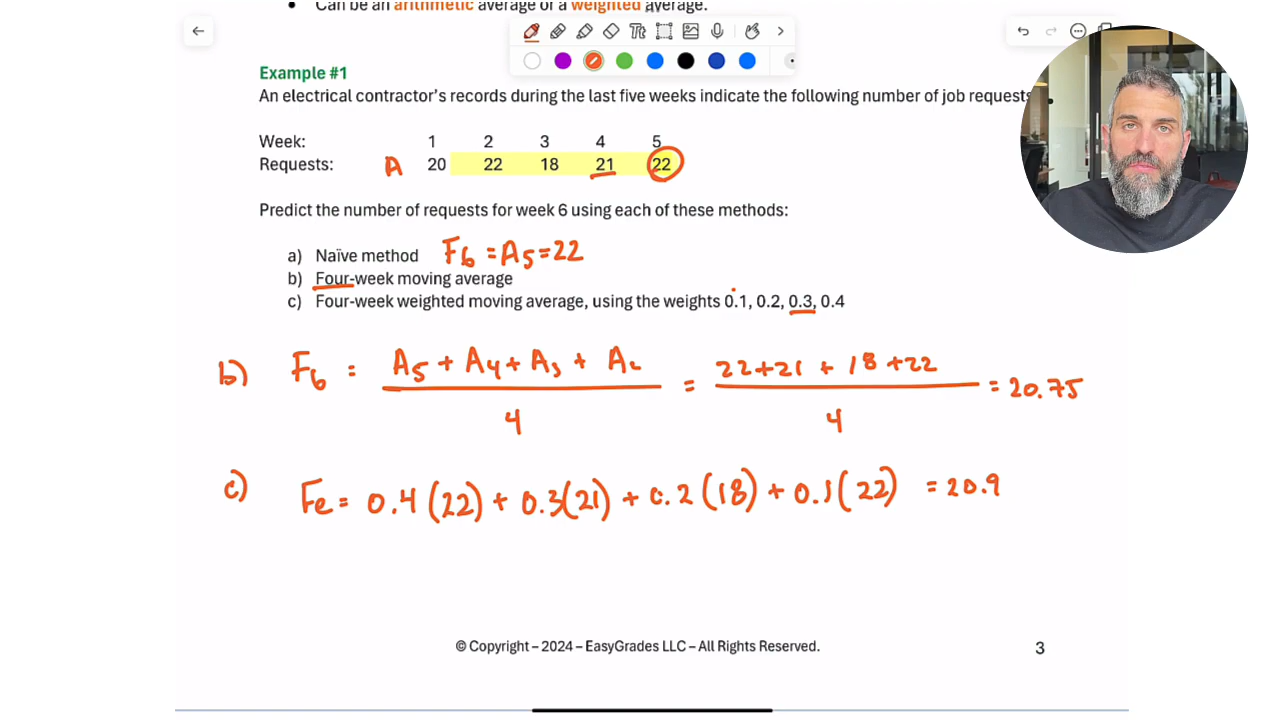 • Can be an arithmetic average or a weighted average.
Example #1
An electrical contractor's records during the last five weeks indicate the following number of job requests
Week: 1 2 3 4 5
Requests: A 20 22 18 21 22
Predict the number of requests for week 6 using each of these methods:
a) Naïve method F6 = A5 = 22
b) Four-week moving average
c) Four-week weighted moving average, using the weights 0.1, 0.2, 0.3, 0.4
b) F6 = A5 + A4 + A3 + A2 / 4 = 22+21 + 18 +22 / 4 = 20.75
c) F6 = 0.4 (22) + 0.3(21) + 0.2 (18) + 0.1 (22) = 20.9
© Copyright – 2024 – EasyGrades LLC – All Rights Reserved.
3